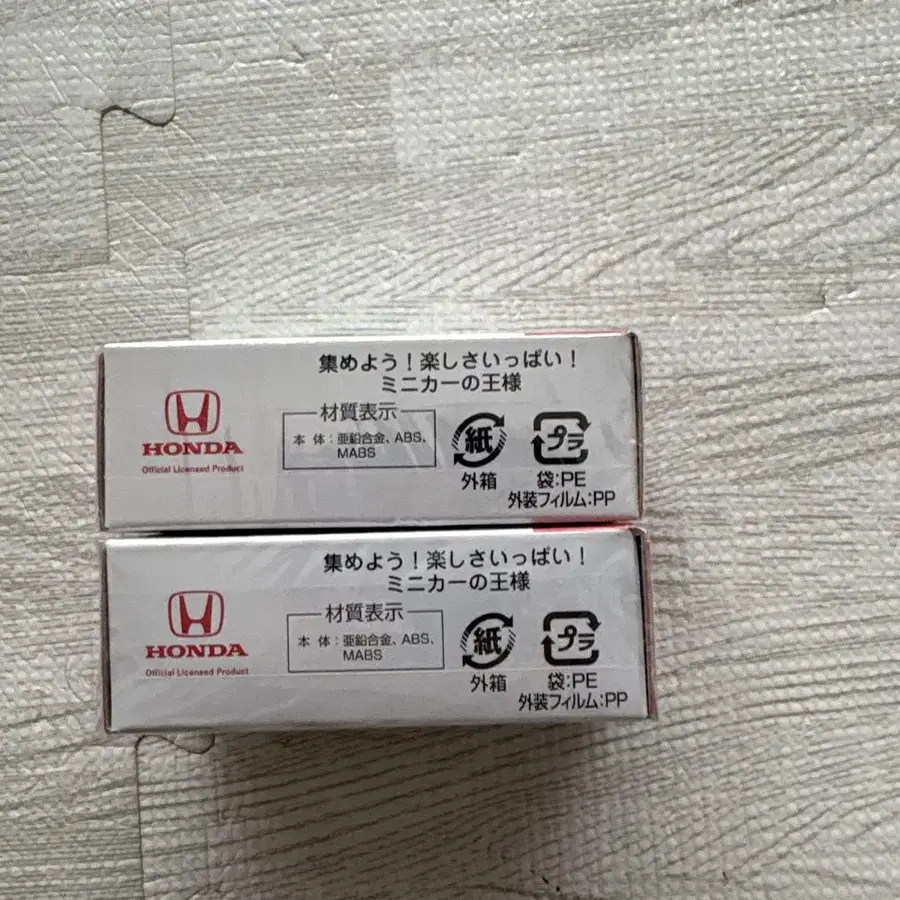 集めよう！楽しさいっぱい！
ミニカーの王様
HONDA
Official Licensed Product
材質表示
本 体：亜鉛合金、ABS、
MABS
紙
外箱
プラ
袋：PE
外装フィルム：PP
集めよう！楽しさいっぱい！
ミニカーの王様
HONDA
Official Licensed Product
材質表示
本 体：亜鉛合金、ABS、
MABS
紙
外箱
プラ
袋：PE
外装フィルム：PP